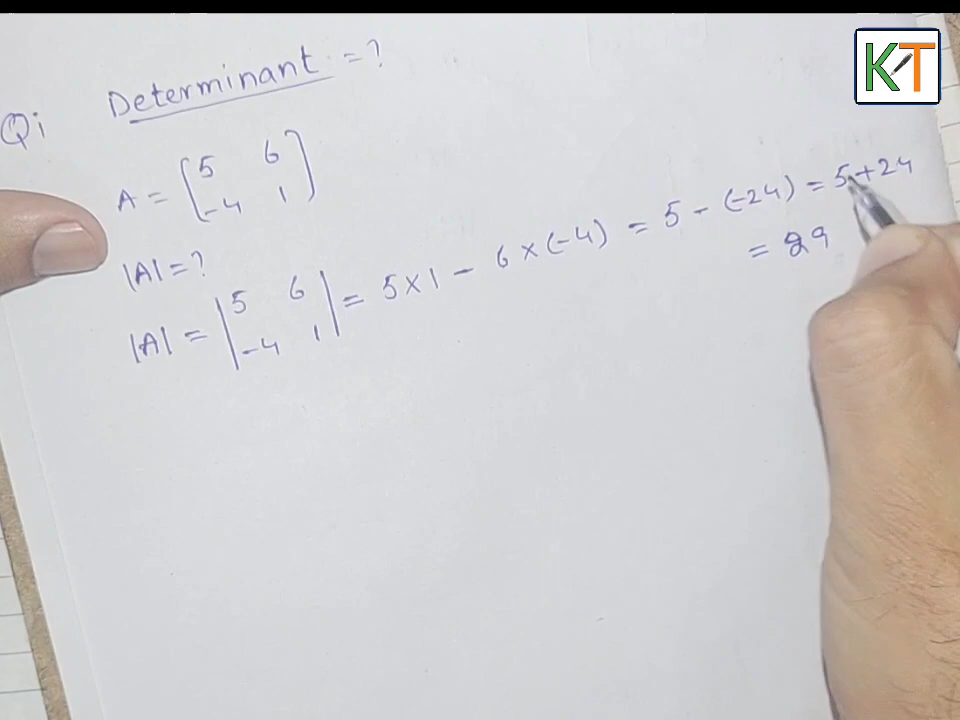 KT
Determinant = ?
Qi
A = [5 6
-4 1]
|A| = ?
|A| = |5 6
-4 1| = 5 × 1 - 6 × (-4) = 5 - (-24) = 5 + 24
= 29